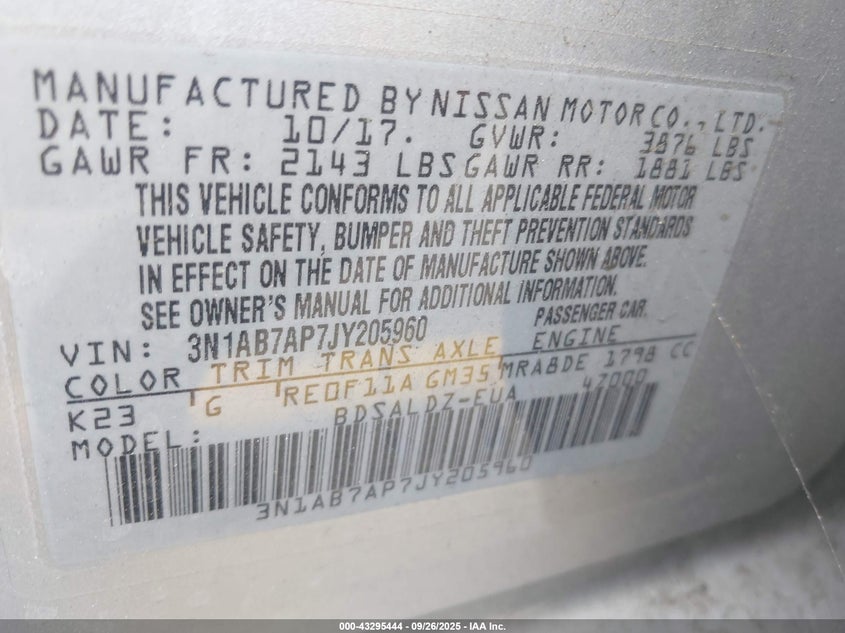 MANUFACTURED BY NISSAN MOTOR CO., LTD.
DATE: 10/17. GVWR: 3876 LBS
GAWR FR: 2143 LBS GAWR RR: 1881 LBS
THIS VEHICLE CONFORMS TO ALL APPLICABLE FEDERAL MOTOR
VEHICLE SAFETY, BUMPER AND THEFT PREVENTION STANDARDS
IN EFFECT ON THE DATE OF MANUFACTURE SHOWN ABOVE.
SEE OWNER'S MANUAL FOR ADDITIONAL INFORMATION.
VIN: 3N1AB7AP7JY205960 PASSENGER CAR.
COLOR TRIM TRANS AXLE ENGINE
K23 G RE0F11A GM35 MRA8DE 1798 CC
MODEL: BDSALDZ-EUA 47000
3N1AB7AP7JY205960
000-43295444 - 09/26/2025 - IAA Inc.